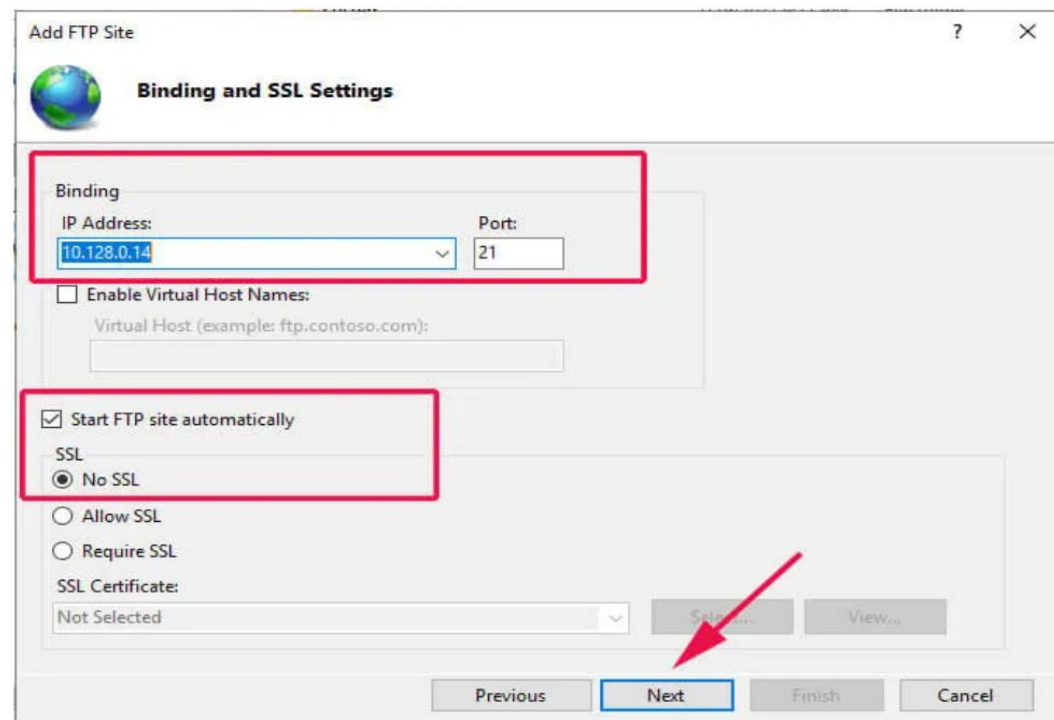 Add FTP Site ? ×
Binding and SSL Settings
Binding
IP Address: Port:
10.128.0.14 21
Enable Virtual Host Names:
Virtual Host (example: ftp.contoso.com):
Start FTP site automatically
SSL
No SSL
Allow SSL
Require SSL
SSL Certificate:
Not Selected Select... View...
Previous Next Finish Cancel